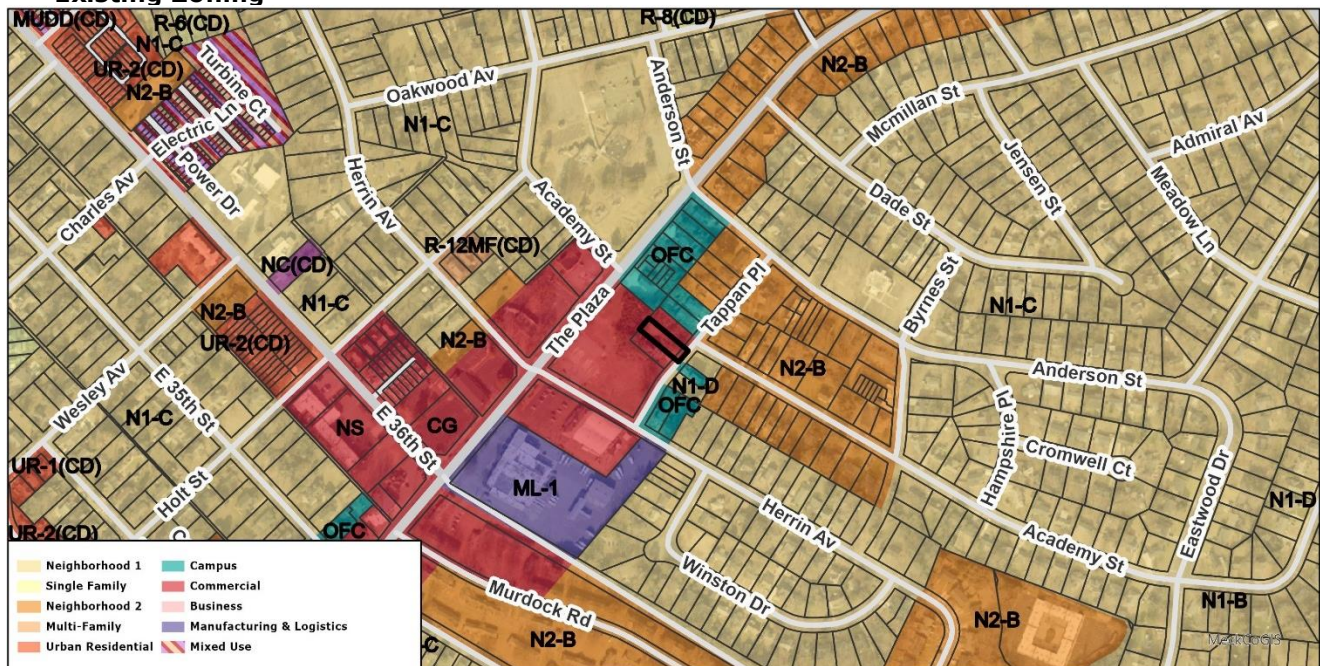 Existing Zoning
MUDD(CD)
R-6(CD)
R-8(CD)
N1-C
UR-2(CD)
N2-B
Turbine Ct
Electric Ln
Oakwood Av
Anderson St
N2-B
Mcmillan St
Admiral Av
N1-C
Power Dr
Charles Av
Herrin Av
Academy St
Jensen St
Meadow Ln
Dade St
R-12MF(CD)
OFC
NC(CD)
N1-C
The Plaza
Tappan Pl
Byrnes St
N1-C
N2-B
UR-2(CD)
N2-B
N2-B
Wesley Av
E 35th St
N1-D
OFC
Anderson St
N1-C
NS
CG
E 36th St
Hampshire Pl
Cromwell Ct
UR-1(CD)
Holt St
ML-1
Herrin Av
Eastwood Dr
N1-D
UR-2(CD)
C
OFC
Academy St
Winston Dr
Murdock Rd
N1-B
N2-B
N2-B
-C
Neighborhood 1
Single Family
Neighborhood 2
Multi-Family
Urban Residential
Campus
Commercial
Business
Manufacturing & Logistics
Mixed Use